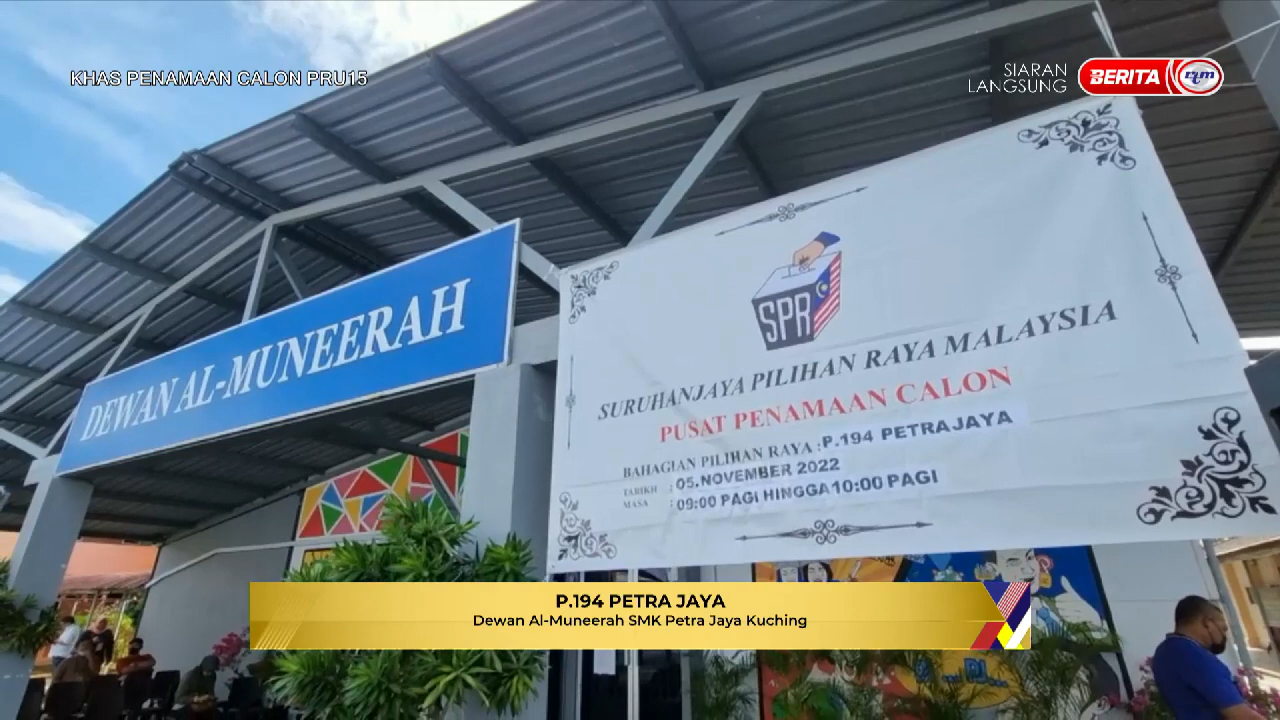 KHAS PENAMAAN CALON PRU15
SIARAN
LANGSUNG
BERITA rtm
DEWAN AL-MUNEERAH
SPR
SURUHANJAYA PILIHAN RAYA MALAYSIA
PUSAT PENAMAAN CALON
BAHAGIAN PILIHAN RAYA : P.194 PETRAJAYA
TARIKH : 05.NOVEMBER 2022
MASA : 09:00 PAGI HINGGA 10:00 PAGI
P.194 PETRA JAYA
Dewan Al-Muneerah SMK Petra Jaya Kuching